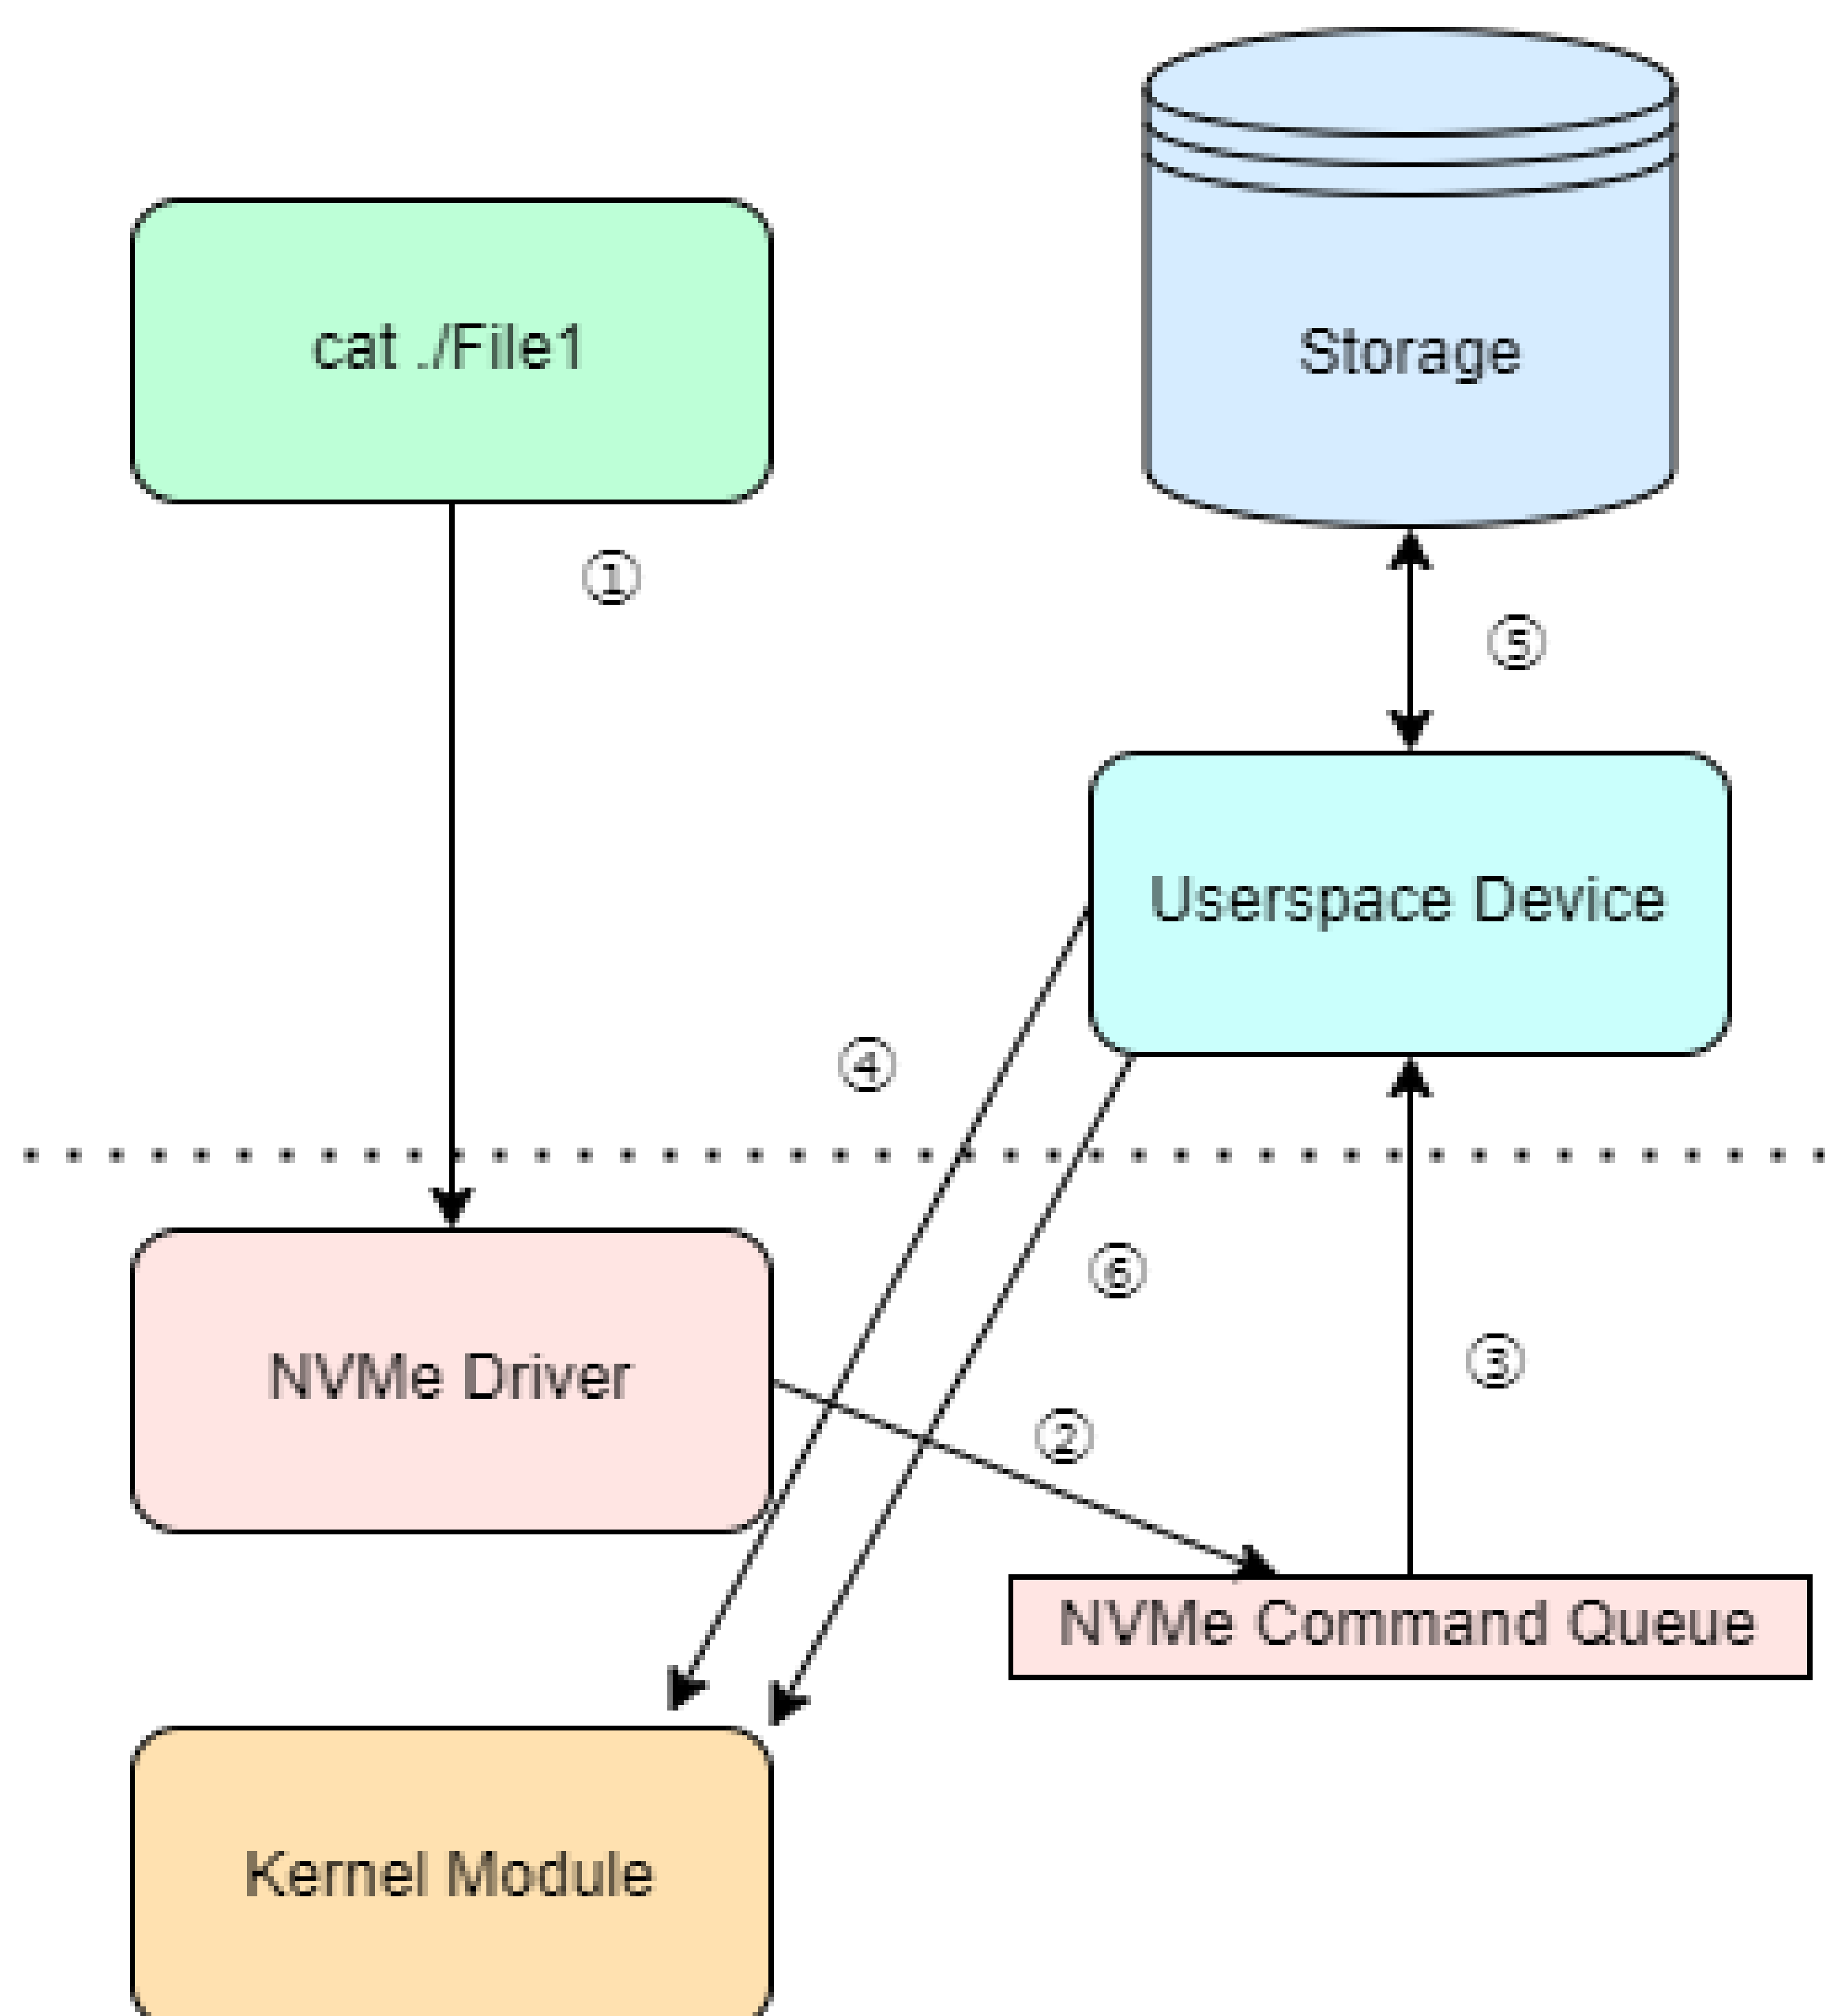 Storage
cat ./File1
①
⑤
Userspace Device
④
⑥
③
NVMe Driver
②
NVMe Command Queue
Kernel Module